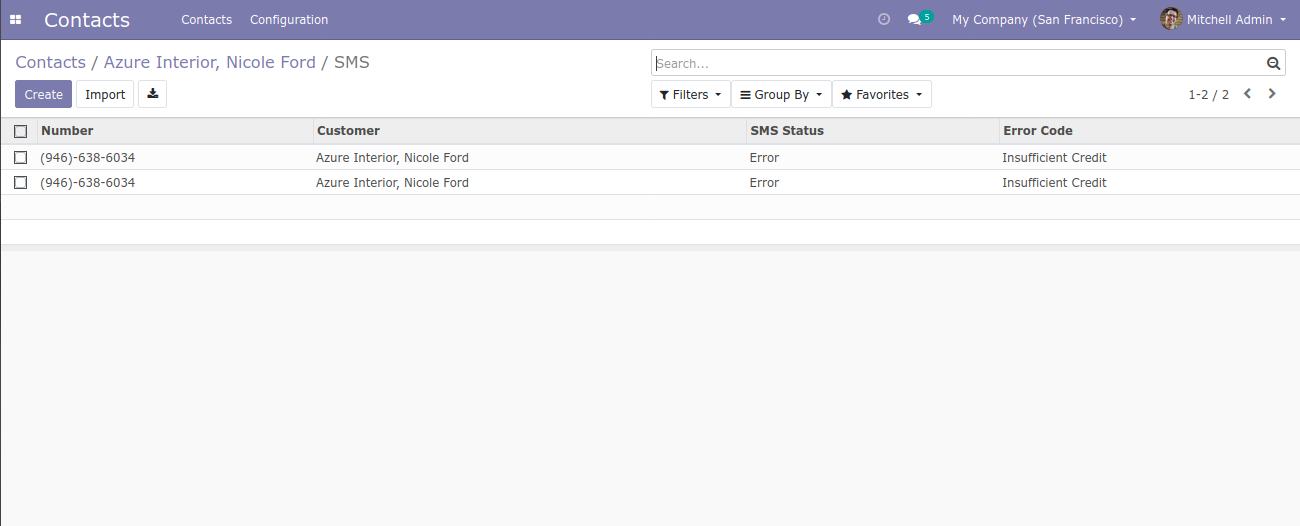 Contacts Contacts Configuration 5 My Company (San Francisco) Mitchell Admin
Contacts / Azure Interior, Nicole Ford / SMS
Search...
Create Import Filters Group By Favorites 1-2 / 2
Number Customer SMS Status Error Code
(946)-638-6034 Azure Interior, Nicole Ford Error Insufficient Credit
(946)-638-6034 Azure Interior, Nicole Ford Error Insufficient Credit